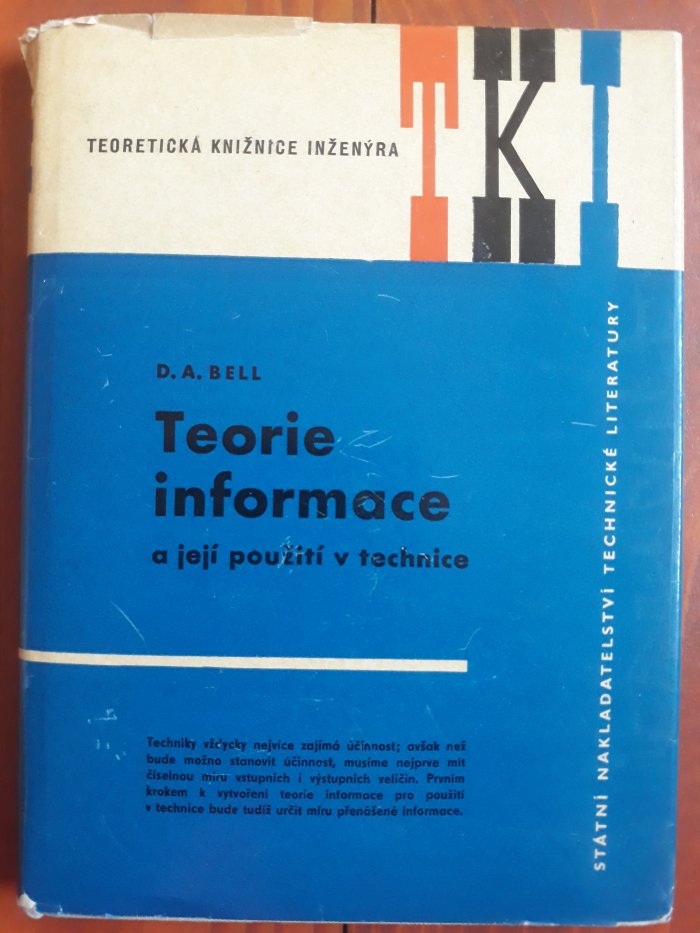 TKI
TEORETICKÁ KNIŽNICE INŽENÝRA
D. A. BELL
Teorie
informace
a její použití v technice
Techniky vždycky nejvíce zajímá účinnost; avšak než
bude možno stanovit účinnost, musíme nejprve mít
číselnou míru vstupních i výstupních veličin. Prvním
krokem k vytvoření teorie informace pro použití
v technice bude tudíž určit míru přenášené informace.
STÁTNÍ NAKLADATELSTVÍ TECHNICKÉ LITERATURY